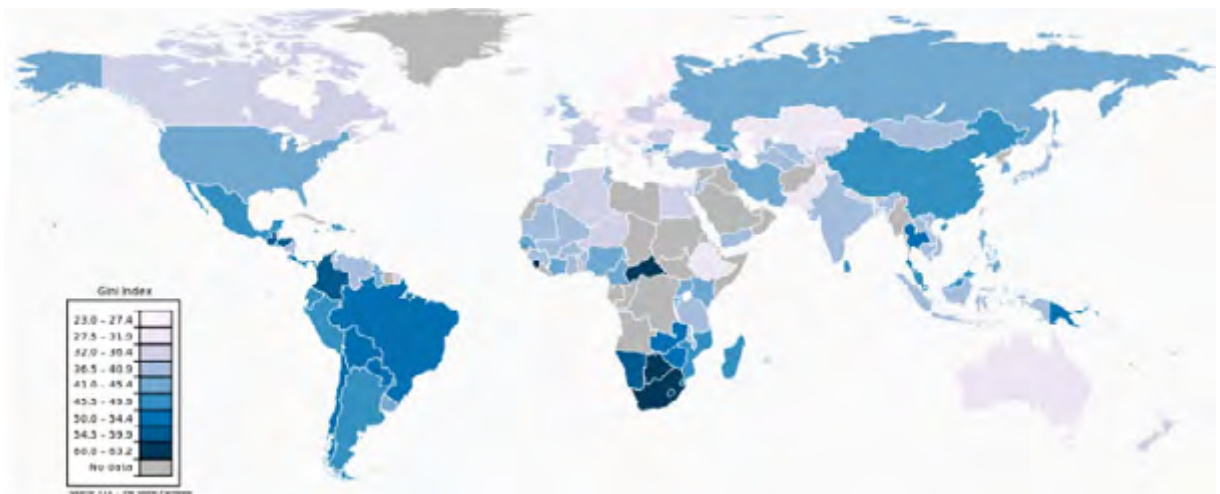 Gini Index
23.0 - 27.4
27.5 - 31.9
32.0 - 36.4
36.5 - 40.9
41.0 - 45.4
45.5 - 49.9
50.0 - 54.4
54.5 - 59.9
60.0 - 63.2
No data